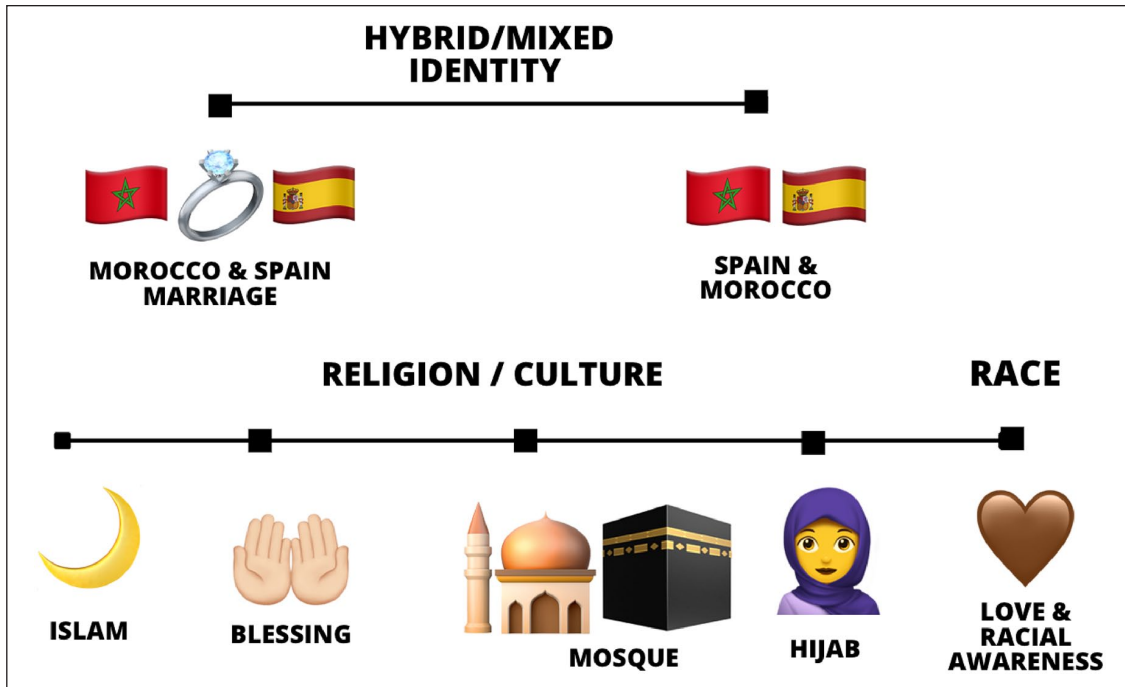 HYBRID/MIXED
IDENTITY
MOROCCO & SPAIN
MARRIAGE
SPAIN &
MOROCCO
RELIGION / CULTURE
RACE
ISLAM
BLESSING
MOSQUE
HIJAB
LOVE &
RACIAL
AWARENESS